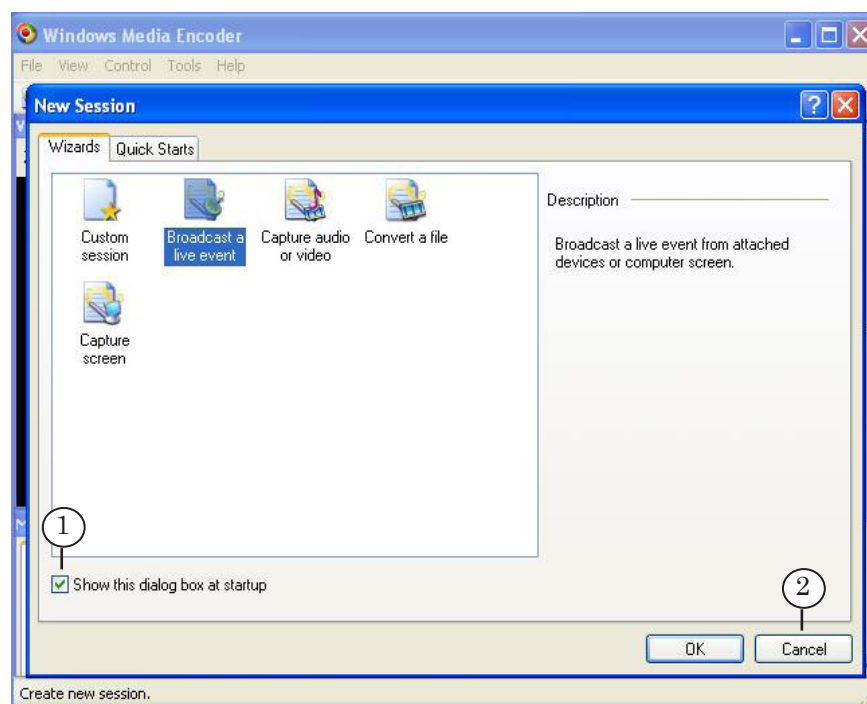 Windows Media Encoder
File View Control Tools Help
New Session
Wizards Quick Starts
Custom session
Broadcast a live event
Capture audio or video
Convert a file
Capture screen
Description
Broadcast a live event from attached
devices or computer screen.
1
Show this dialog box at startup
2
OK Cancel
Create new session.